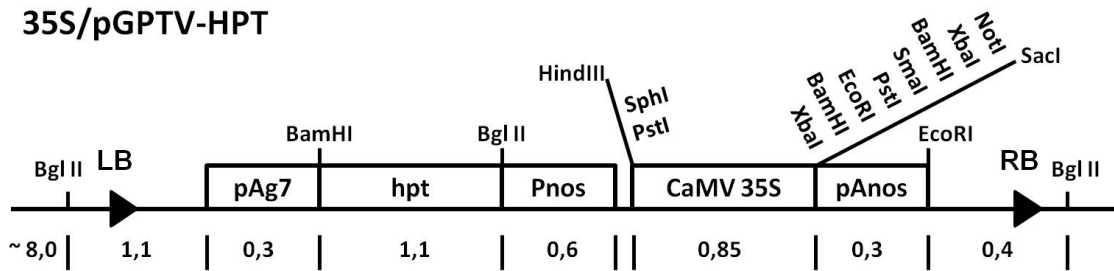 35S/pGPTV-HPT
HindIII
SphI
PstI
XbaI
BamHI
EcoRI
PstI
SmaI
BamHI
XbaI
NotI
SacI
Bgl II
LB
BamHI
Bgl II
EcoRI
RB
Bgl II
pAg7
hpt
Pnos
CaMV 35S
pAnos
~ 8,0
1,1
0,3
1,1
0,6
0,85
0,3
0,4